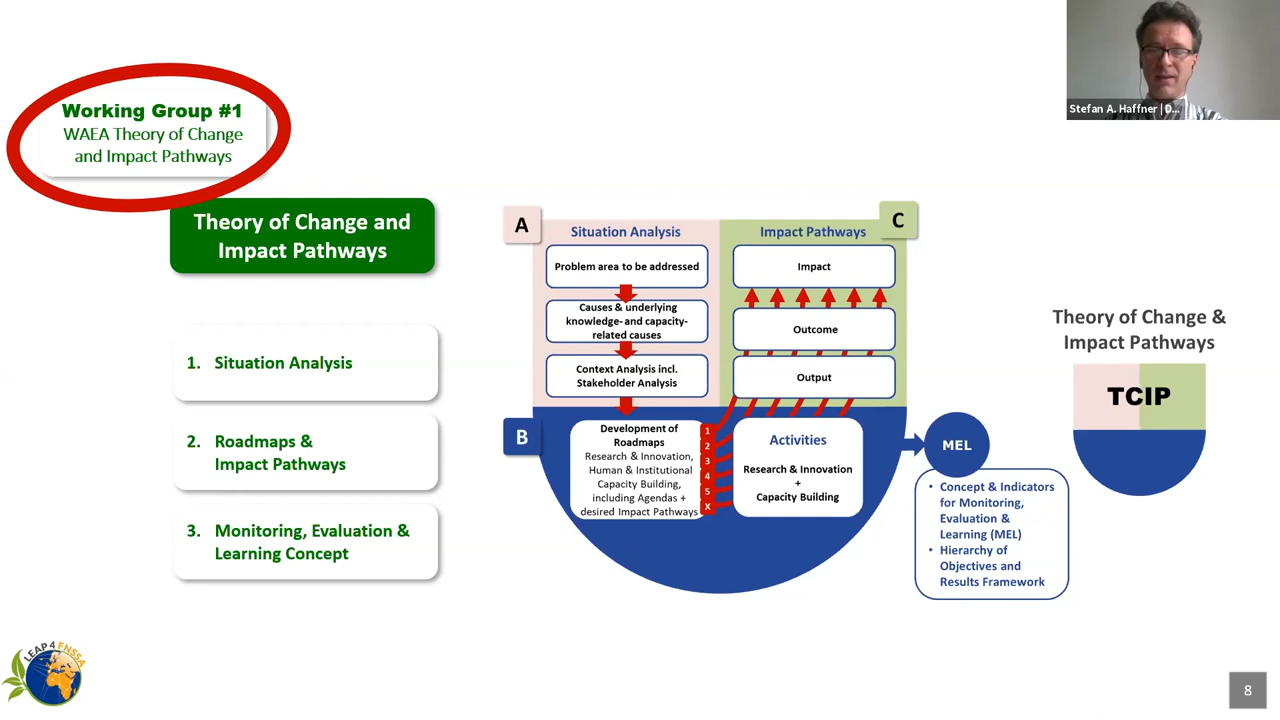 Stefan A. Haffner | D...
Working Group #1
WAEA Theory of Change
and Impact Pathways
Theory of Change and
Impact Pathways
1. Situation Analysis
2. Roadmaps &
Impact Pathways
3. Monitoring, Evaluation &
Learning Concept
A
Situation Analysis
Problem area to be addressed
Causes & underlying
knowledge- and capacity-
related causes
Context Analysis incl.
Stakeholder Analysis
C
Impact Pathways
Impact
Outcome
Output
B
Development of
Roadmaps
Research & Innovation,
Human & Institutional
Capacity Building,
including Agendas +
desired Impact Pathways
1
2
3
4
5
X
Activities
Research & Innovation
+
Capacity Building
MEL
• Concept & Indicators
for Monitoring,
Evaluation &
Learning (MEL)
• Hierarchy of
Objectives and
Results Framework
Theory of Change &
Impact Pathways
TCIP
LEAP4FNSSA
8